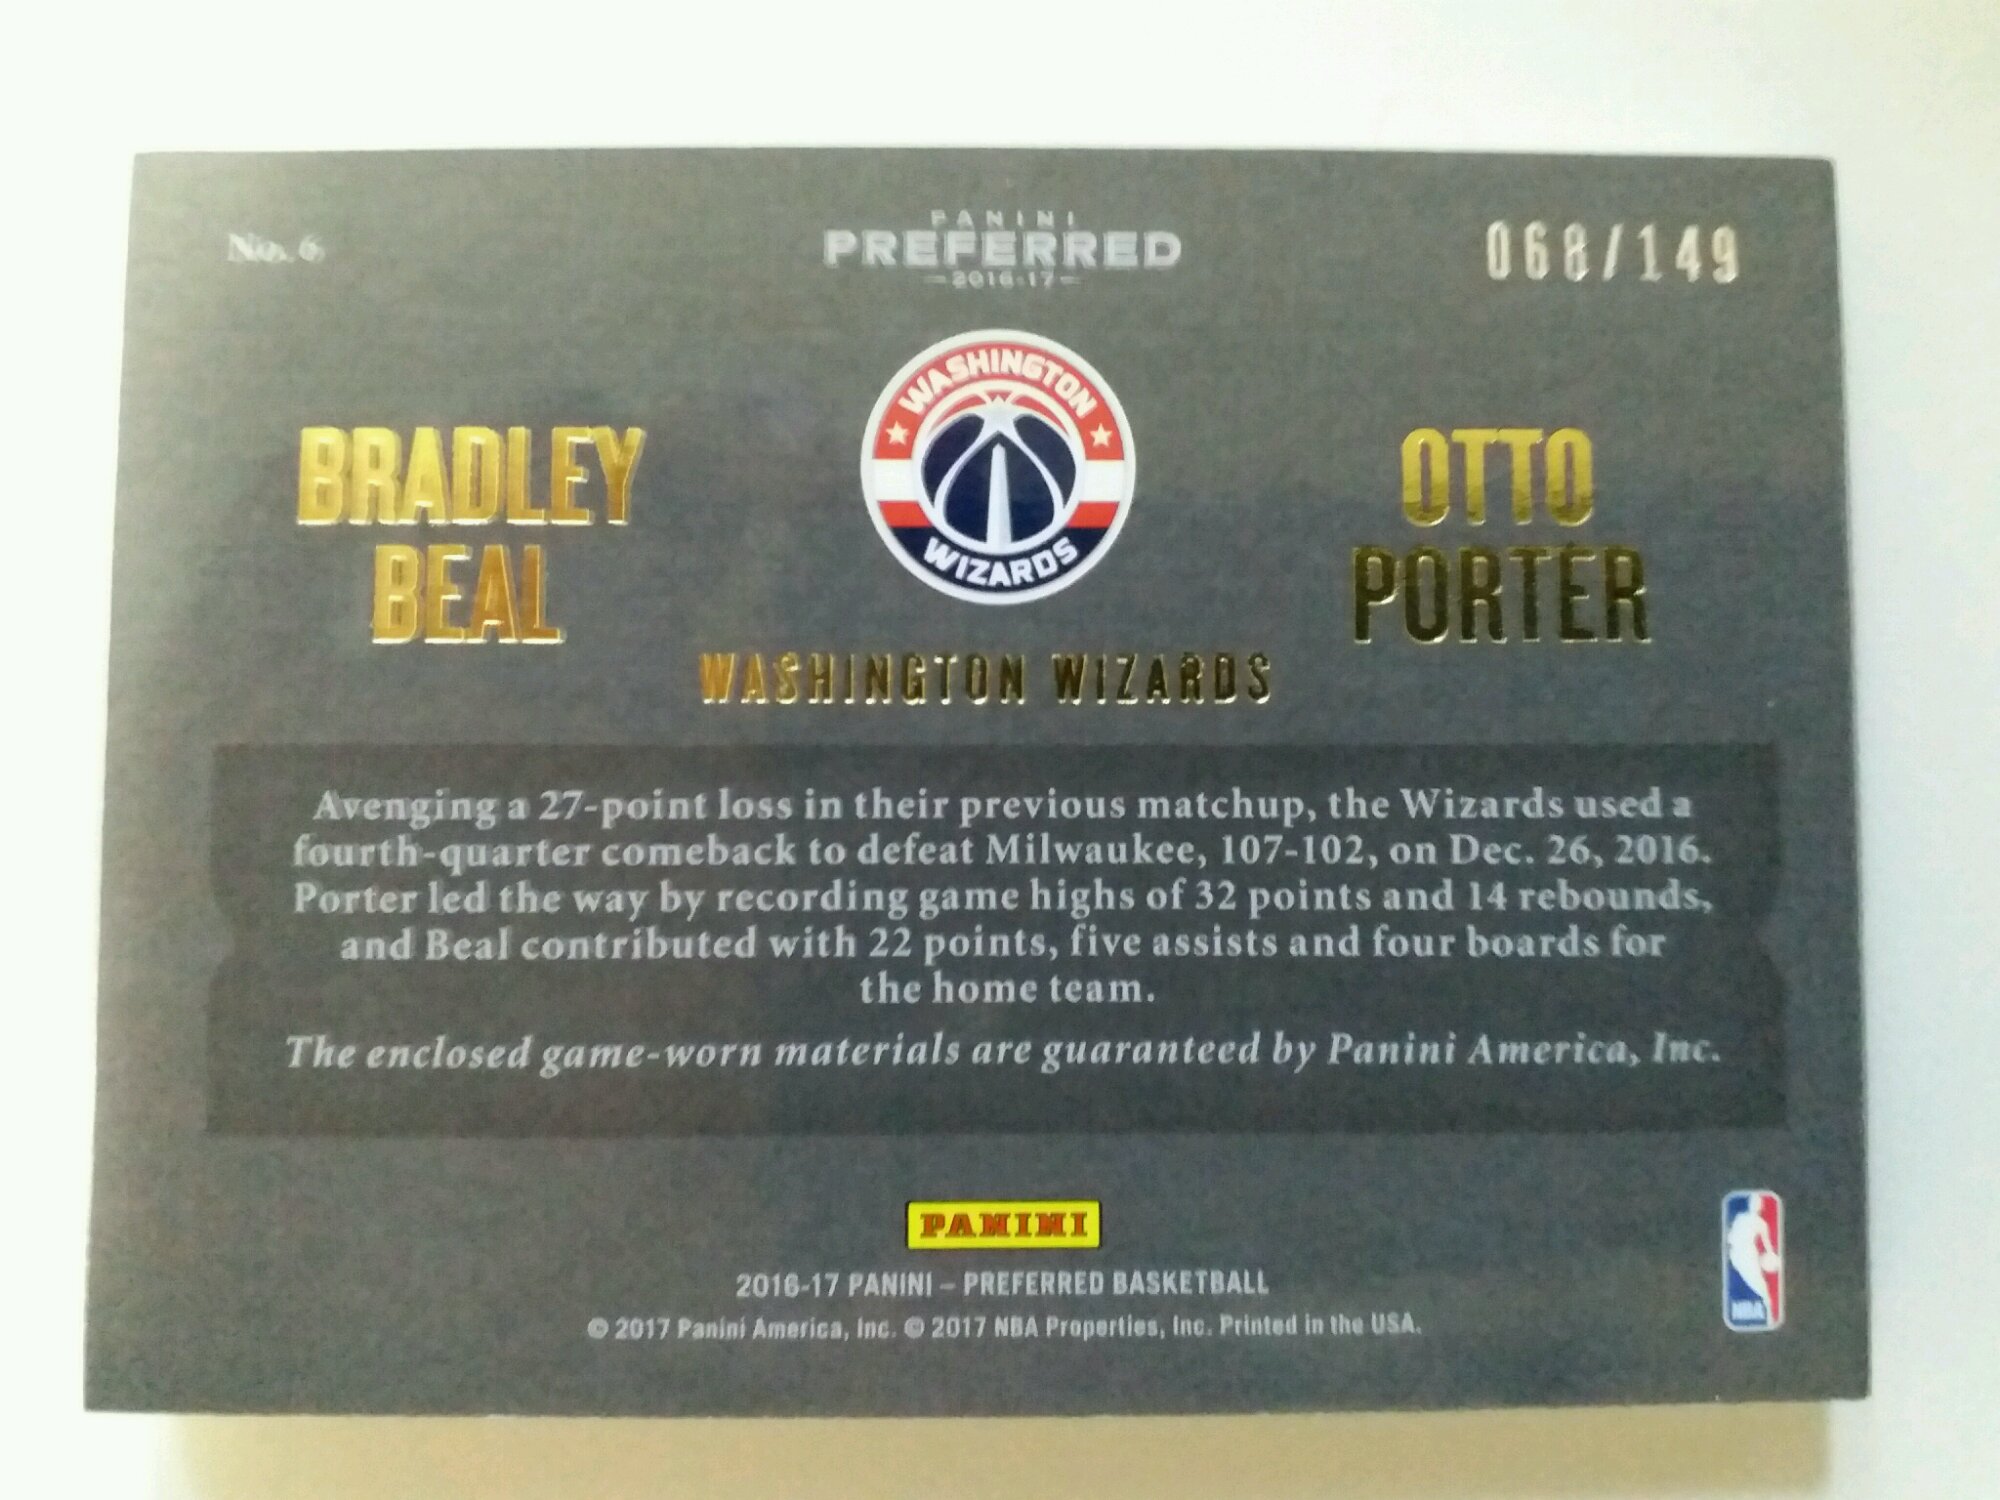 No. 6
PANINI
PREFERRED
2016-17
068/149
WASHINGTON
WIZARDS
BRADLEY
BEAL
OTTO
PORTER
WASHINGTON WIZARDS
Avenging a 27-point loss in their previous matchup, the Wizards used a
fourth-quarter comeback to defeat Milwaukee, 107-102, on Dec. 26, 2016.
Porter led the way by recording game highs of 32 points and 14 rebounds,
and Beal contributed with 22 points, five assists and four boards for
the home team.
The enclosed game-worn materials are guaranteed by Panini America, Inc.
PANINI
2016-17 PANINI – PREFERRED BASKETBALL
© 2017 Panini America, Inc. © 2017 NBA Properties, Inc. Printed in the USA.
NBA